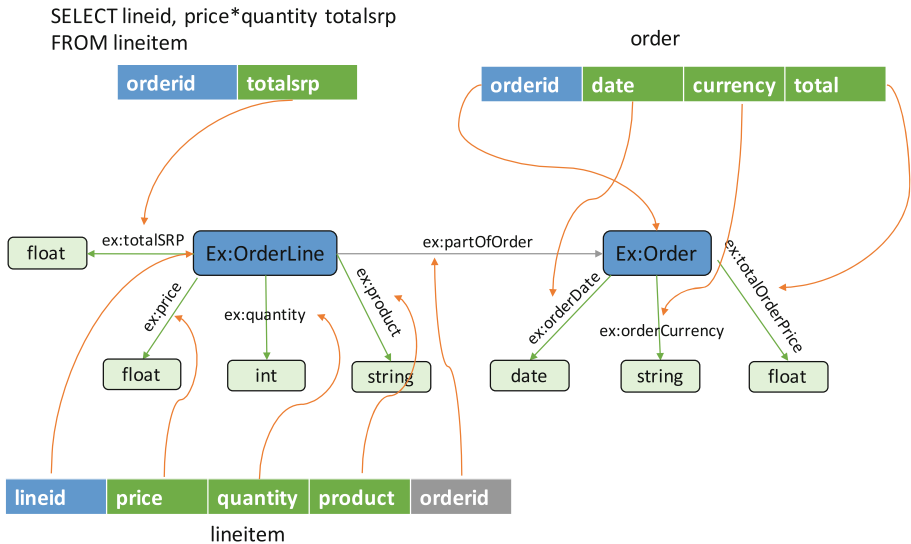 SELECT lineid, price*quantity totalsrp
FROM lineitem
order
orderid totalsrp
orderid date currency total
float
ex:totalSRP
Ex:OrderLine
ex:partOfOrder
Ex:Order
ex:price
ex:quantity
ex:product
ex:orderDate
ex:orderCurrency
ex:totalOrderPrice
float
int
string
date
string
float
lineid price quantity product orderid
lineitem